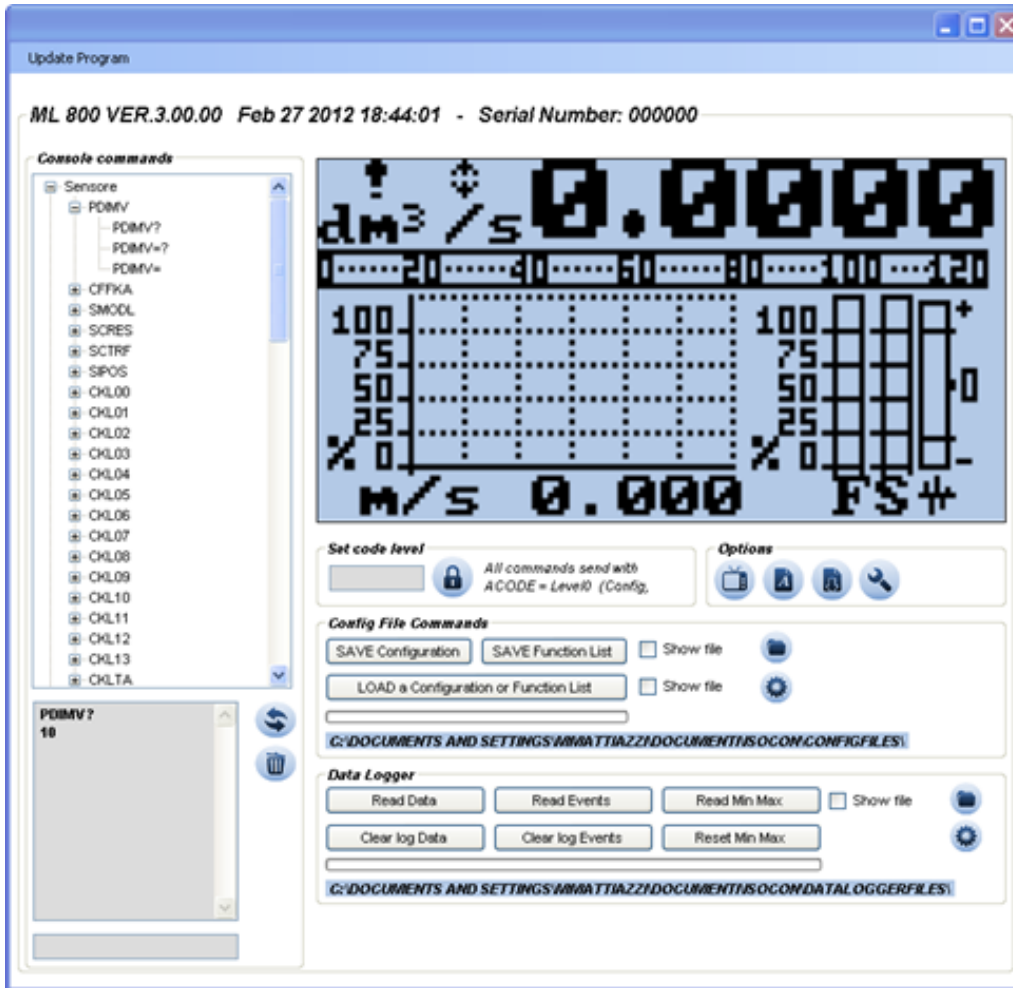 Update Program
ML 800 VER.3.00.00 Feb 27 2012 18:44:01 - Serial Number: 000000
Console commands
Sensore
PDIMV
PDIMV?
PDIMV=?
PDIMV=
CFFKA
SMODL
SCRES
SCTRF
SIPOS
CKL00
CKL01
CKL02
CKL03
CKL04
CKL05
CKL06
CKL07
CKL08
CKL09
CKL10
CKL11
CKL12
CKL13
CKLTA
PDIMV?
10
dm³/s 0.0000
0 20 40 60 80 100 120
100
75
50
25
% 0
100
75
50
25
% 0
+
0
-
m/s 0.000 FS
Set code level
All commands send with
ACODE = Level0 (Config,
Options
Config File Commands
SAVE Configuration SAVE Function List Show file
LOAD a Configuration or Function List Show file
C:\DOCUMENTS AND SETTINGS\MMATTIAZZI\DOCUMENTI\ISOCON\CONFIGFILES\
Data Logger
Read Data Read Events Read Min Max Show file
Clear log Data Clear log Events Reset Min Max
C:\DOCUMENTS AND SETTINGS\MMATTIAZZI\DOCUMENTI\ISOCON\DATALOGGERFILES\